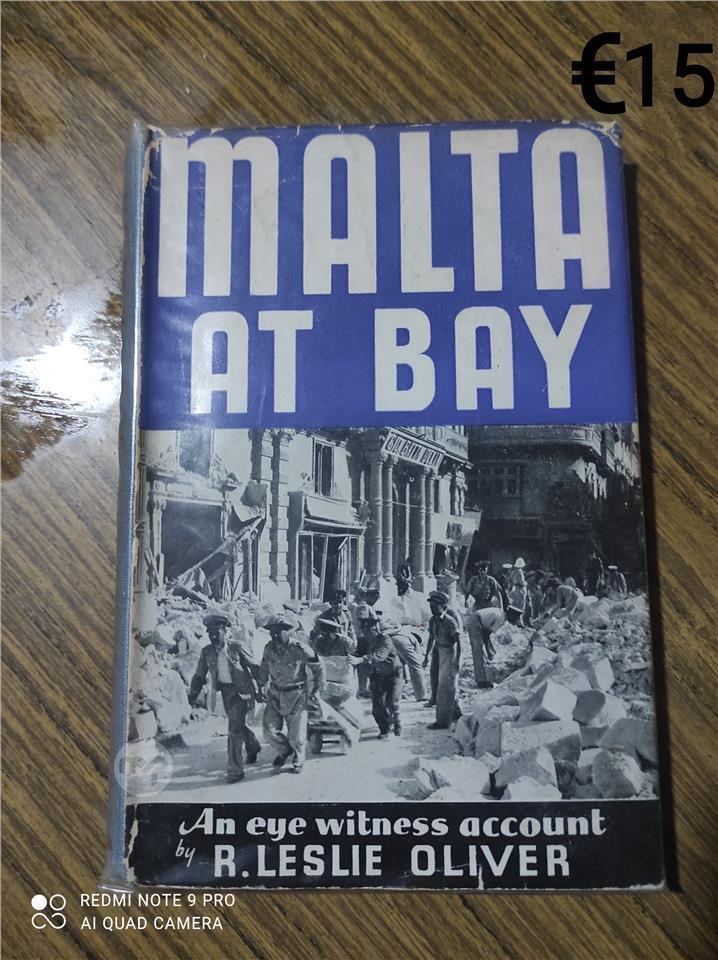 €15
MALTA
AT BAY
An eye witness account
by R. LESLIE OLIVER
REDMI NOTE 9 PRO
AI QUAD CAMERA